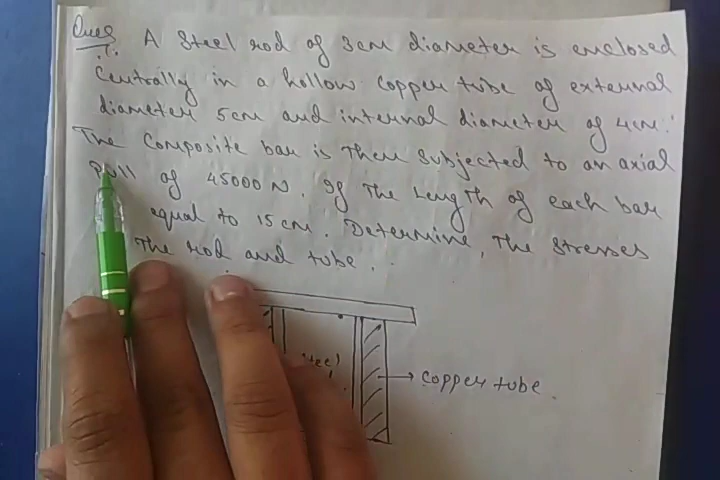 Ques:. A steel rod of 3cm diameter is enclosed
Centrally in a hollow copper tube of external
diameter 5cm and internal diameter of 4cm.
The Composite bar is then subjected to an axial
Pull of 45000 N. If the Length of each bar
equal to 15 cm. Determine, The stresses
The rod and tube.
copper tube.